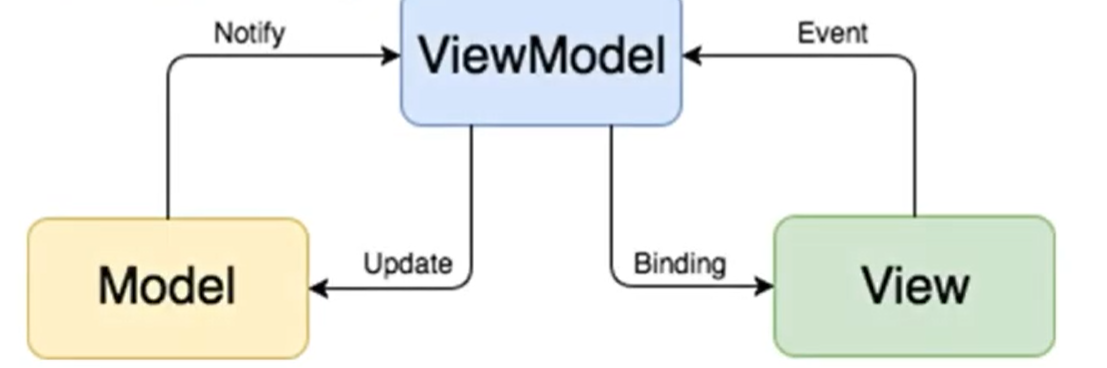 Notify
Event
ViewModel
Update
Binding
Model
View